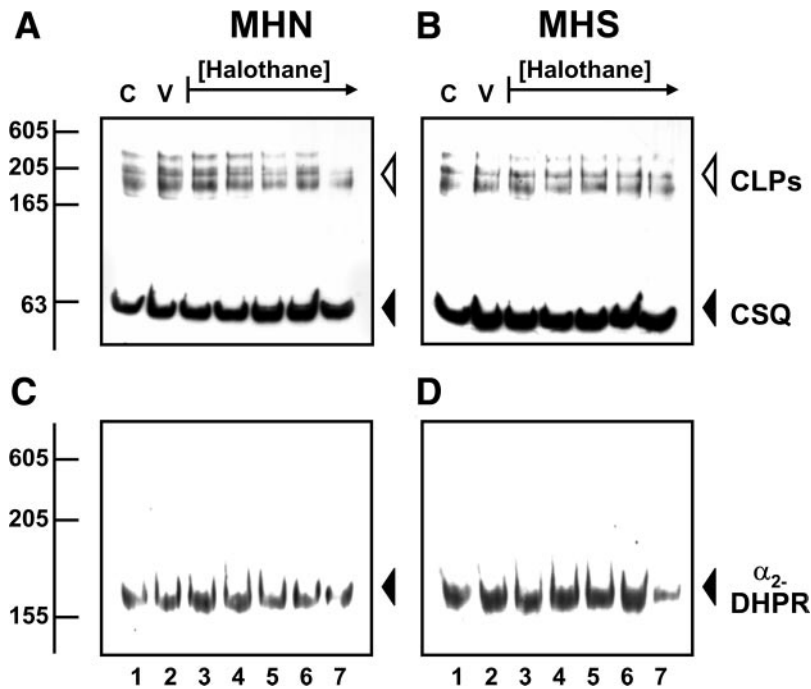 A MHN B MHS
[Halothane] [Halothane]
C V C V
605
205
165
63
CLPs
CSQ
C D
605
205
155
α2-
DHPR
1 2 3 4 5 6 7 1 2 3 4 5 6 7